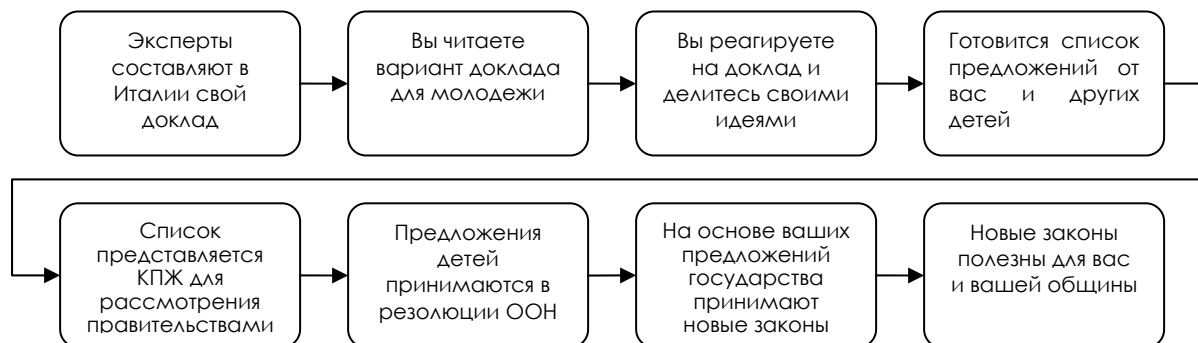 Эксперты
составляют в
Италии свой
доклад
Вы читаете
вариант доклада
для молодежи
Вы реагируете
на доклад и
делитесь своими
идеями
Готовится список
предложений от
вас и других
детей
Список
представляется
КПЖ для
рассмотрения
правительствами
Предложения
детей
принимаются в
резолюции ООН
На основе ваших
предложений
государства
принимают
новые законы
Новые законы
полезны для вас
и вашей общины